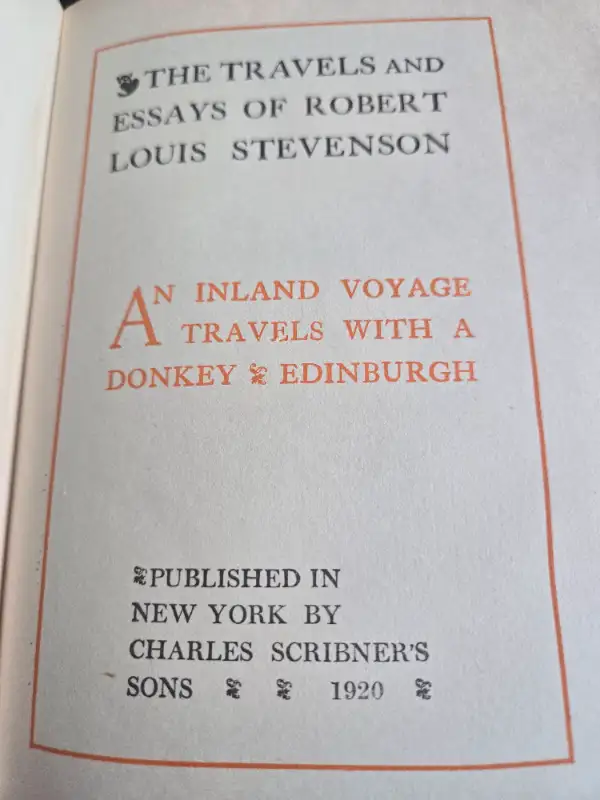 THE TRAVELS AND
ESSAYS OF ROBERT
LOUIS STEVENSON
AN INLAND VOYAGE
TRAVELS WITH A
DONKEY EDINBURGH
PUBLISHED IN
NEW YORK BY
CHARLES SCRIBNER'S
SONS 1920